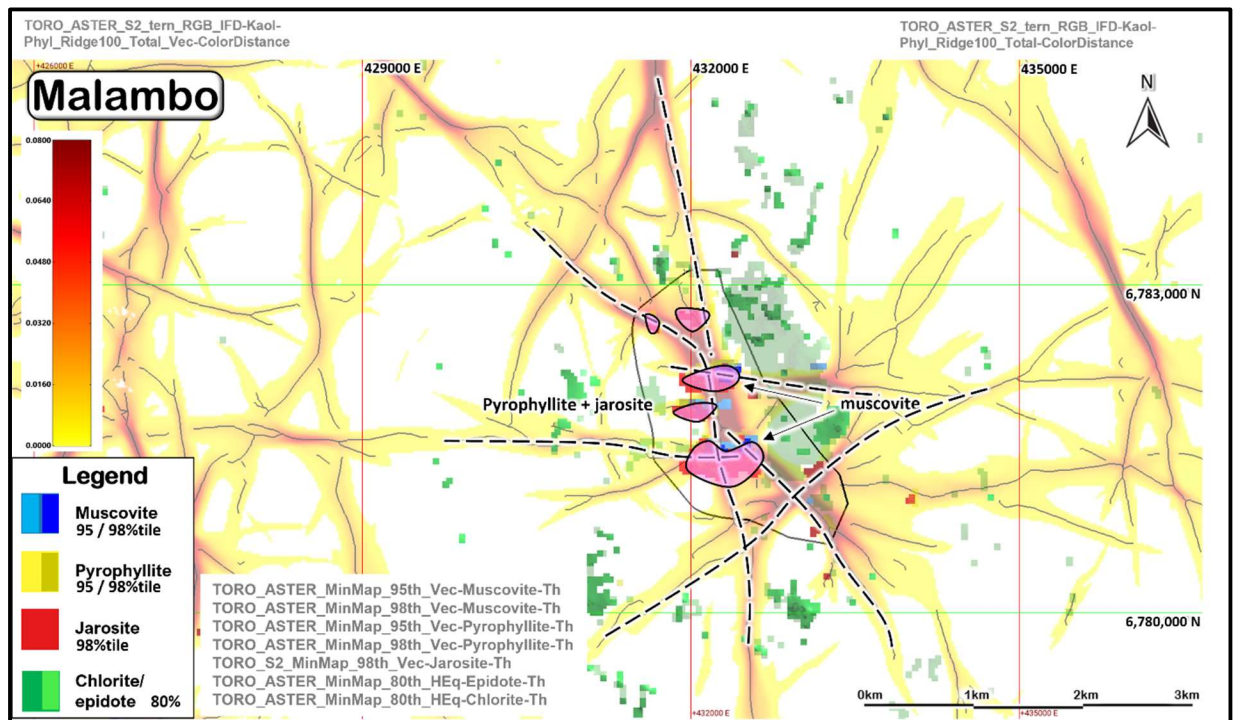 TORO_ASTER_S2_tern_RGB_IFD-Kaol-
Phyl_Ridge100_Total_Vec-ColorDistance
TORO_ASTER_S2_tern_RGB_IFD-Kaol-
Phyl_Ridge100_Total-ColorDistance
+426000 E
429000 E
432000 E
435000 E
Malambo
N
0.0800
0.0640
0.0480
0.0320
0.0160
0.0000
6,783,000 N
Pyrophyllite + jarosite
muscovite
Legend
Muscovite
95 / 98%tile
Pyrophyllite
95 / 98%tile
Jarosite
98%tile
Chlorite/
epidote 80%
TORO_ASTER_MinMap_95th_Vec-Muscovite-Th
TORO_ASTER_MinMap_98th_Vec-Muscovite-Th
TORO_ASTER_MinMap_95th_Vec-Pyrophyllite-Th
TORO_ASTER_MinMap_98th_Vec-Pyrophyllite-Th
TORO_S2_MinMap_98th_Vec-Jarosite-Th
TORO_ASTER_MinMap_80th_HEq-Epidote-Th
TORO_ASTER_MinMap_80th_HEq-Chlorite-Th
6,780,000 N
0km 1km 2km 3km
+432000 E
+435000 E